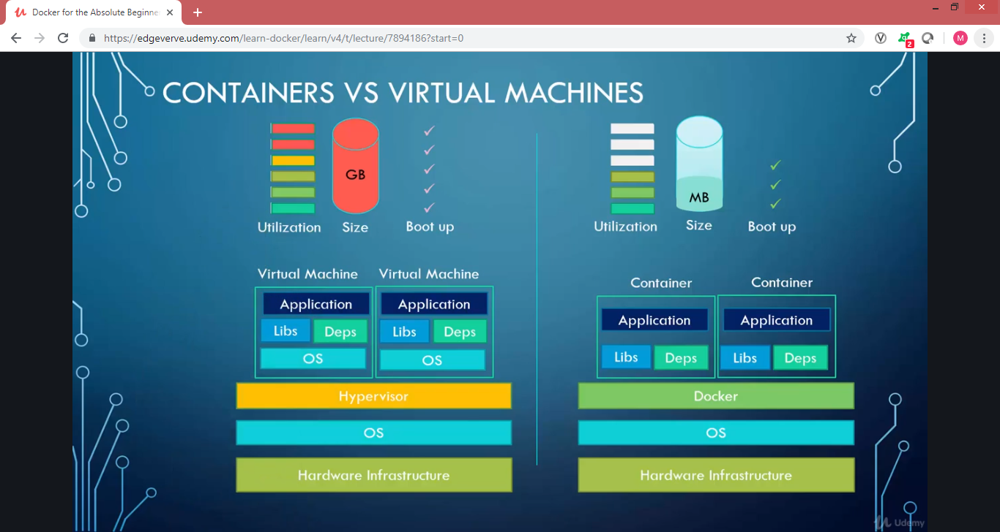 Docker for the Absolute Beginne
https://edgeverve.udemy.com/learn-docker/learn/v4/t/lecture/7894186?start=0
2
M
CONTAINERS VS VIRTUAL MACHINES
GB
Utilization
Size
Boot up
MB
Utilization
Size
Boot up
Virtual Machine
Virtual Machine
Application
Application
Libs
Deps
Libs
Deps
OS
OS
Hypervisor
OS
Hardware Infrastructure
Container
Container
Application
Application
Libs
Deps
Libs
Deps
Docker
OS
Hardware Infrastructure
Udemy